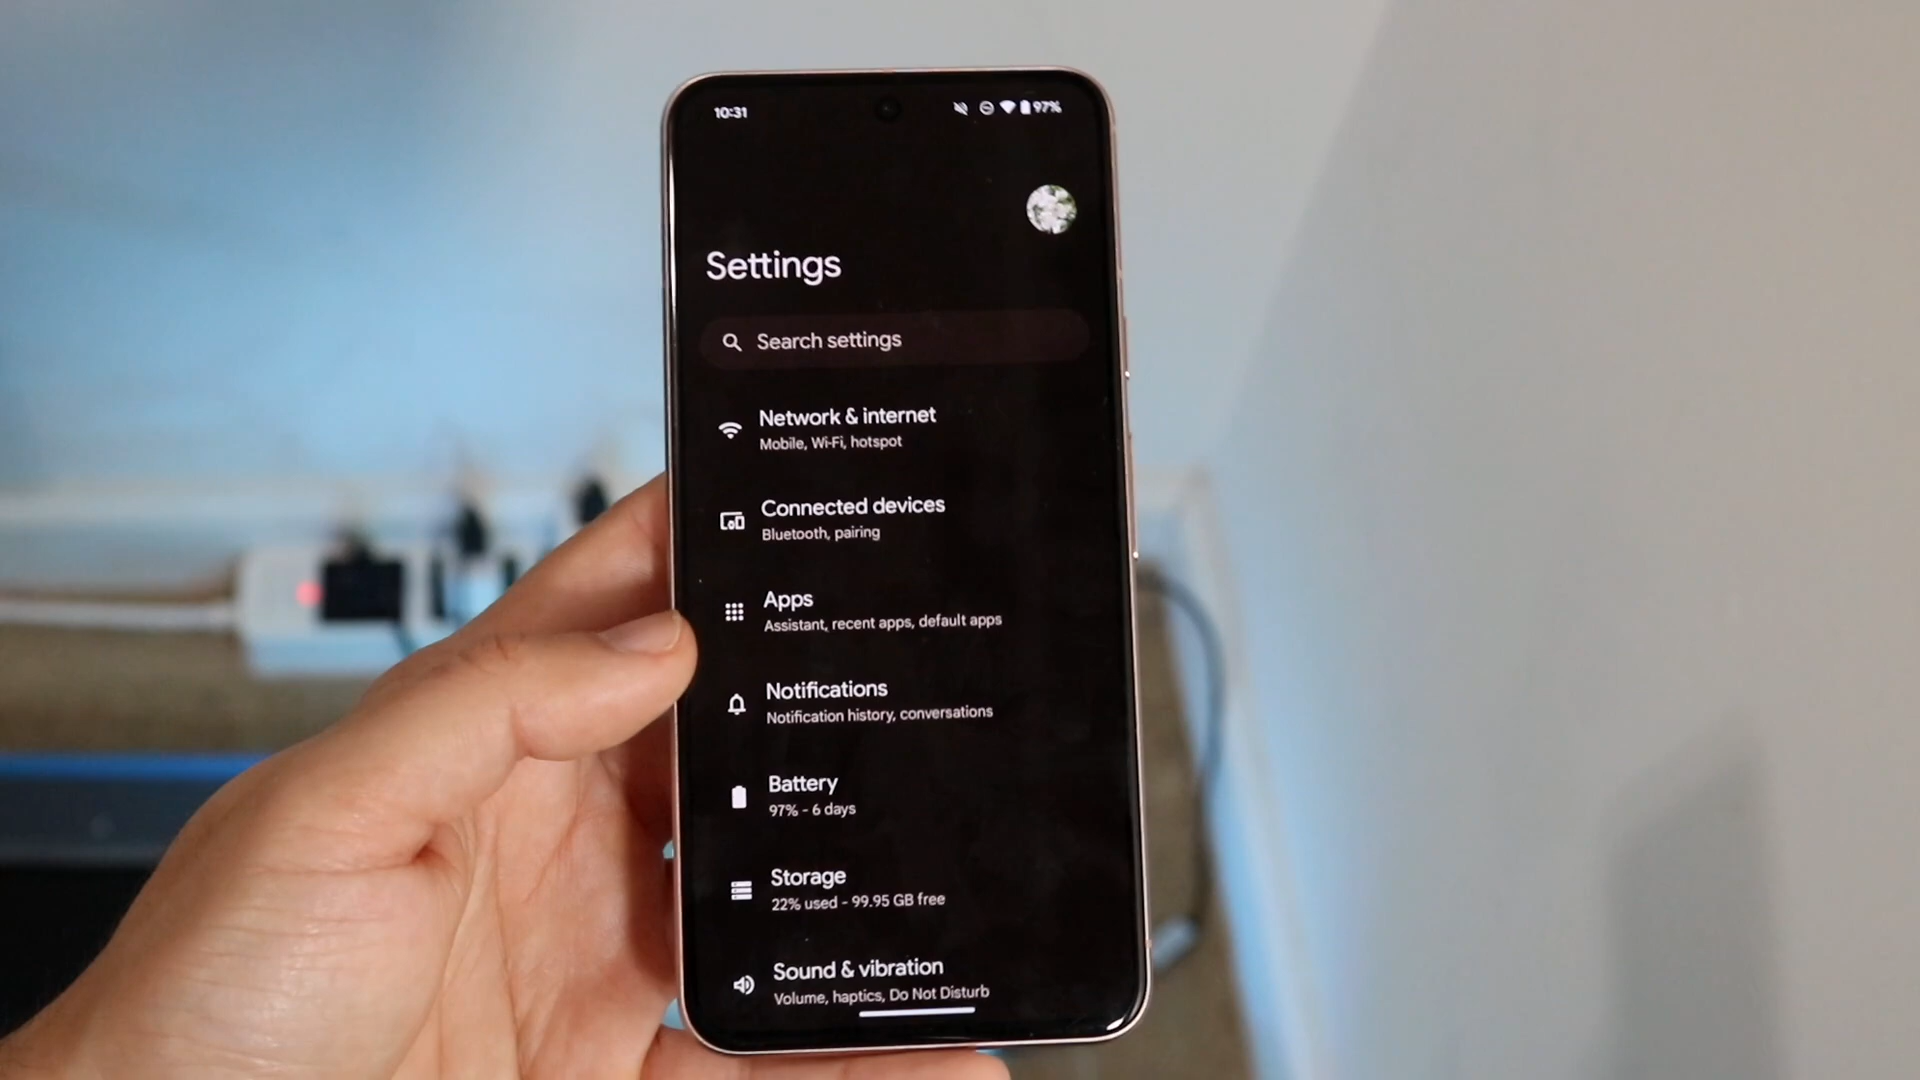 10:31
97%
Settings
Search settings
Network & internet
Mobile, Wi-Fi, hotspot
Connected devices
Bluetooth, pairing
Apps
Assistant, recent apps, default apps
Notifications
Notification history, conversations
Battery
97% - 6 days
Storage
22% used - 99.95 GB free
Sound & vibration
Volume, haptics, Do Not Disturb